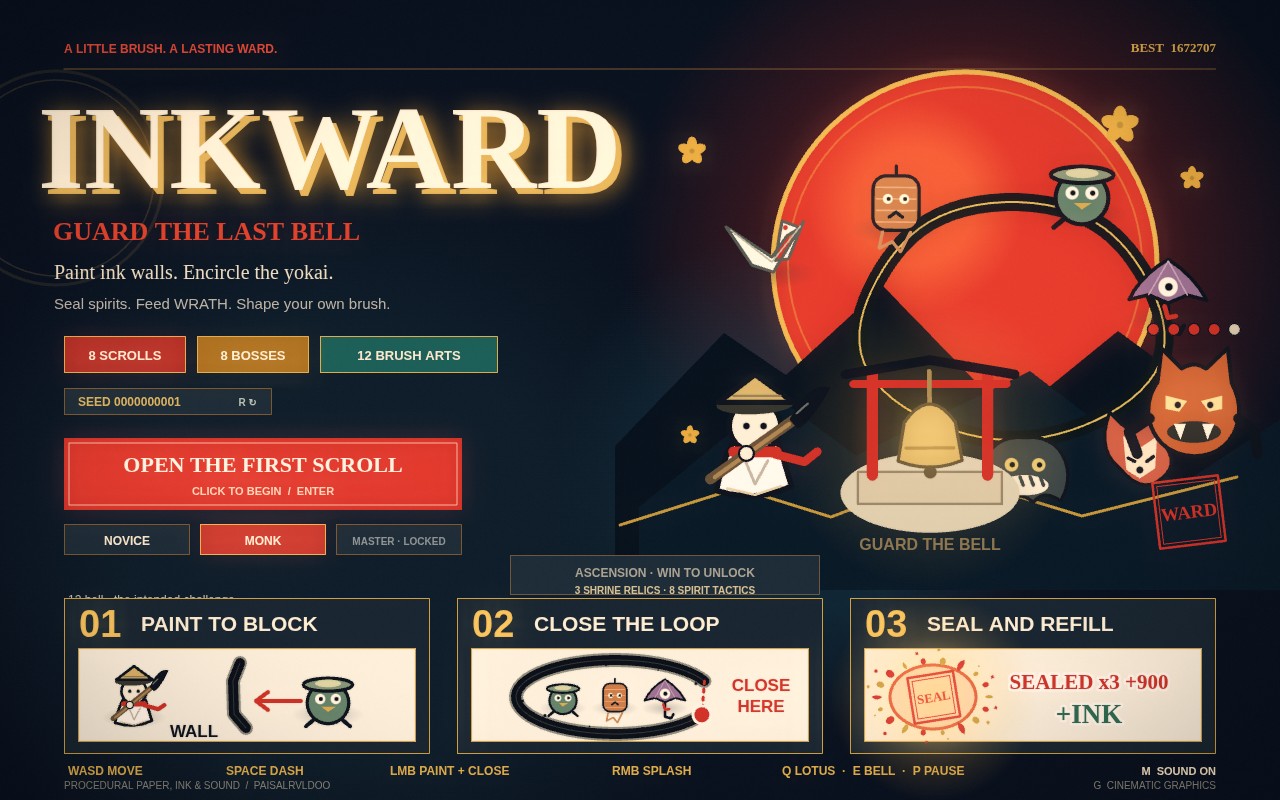 A LITTLE BRUSH. A LASTING WARD.
BEST 1672707
INKWARD
GUARD THE LAST BELL
Paint ink walls. Encircle the yokai.
Seal spirits. Feed WRATH. Shape your own brush.
8 SCROLLS
8 BOSSES
12 BRUSH ARTS
SEED 0000000001
R ↻
OPEN THE FIRST SCROLL
CLICK TO BEGIN / ENTER
NOVICE
MONK
MASTER · LOCKED
WARD
GUARD THE BELL
ASCENSION · WIN TO UNLOCK
3 SHRINE RELICS · 8 SPIRIT TACTICS
01 PAINT TO BLOCK
WALL
02 CLOSE THE LOOP
CLOSE
HERE
03 SEAL AND REFILL
SEAL
SEALED x3 +900
+INK
WASD MOVE
SPACE DASH
LMB PAINT + CLOSE
RMB SPLASH
Q LOTUS · E BELL · P PAUSE
M SOUND ON
PROCEDURAL PAPER, INK & SOUND / PAISALRVLDOO
G CINEMATIC GRAPHICS